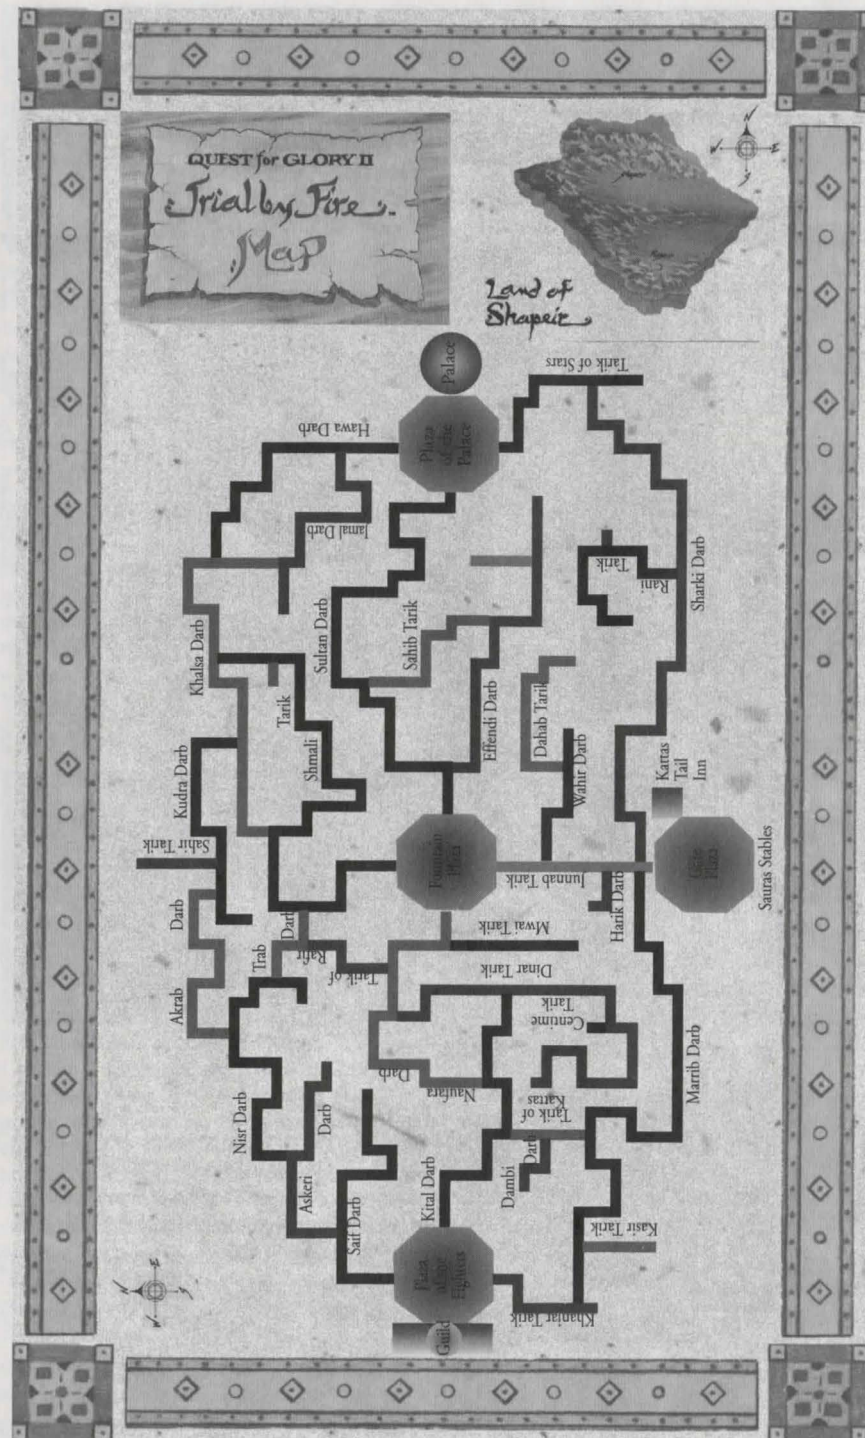 QUEST for GLORY II
Trial by Fire
Map
N
W
E
S
Land of
Shapeir
Palace
Plaza
of the
Palace
Tarik of Stars
Hawa Darb
Jamal Darb
Tarik
Rani
Sharki Darb
Khalsa Darb
Sultan Darb
Sahib Tarik
Tarik
Shmali
Effendi Darb
Dahab Tarik
Wahir Darb
Kudra Darb
Kattas
Tail
Inn
Sahir Tarik
Fountain
Plaza
Junnab Tarik
Harik Darb
Gate
Plaza
Sauras Stables
Darb
Akrab
Darb
Trab
Rafir
Tarik of
Mwai Tarik
Dinar Tarik
Centime
Tarik
Darb
Naufara
Tarik of
Kattas
Marrib Darb
Nisr Darb
Darb
Askeri
Saif Darb
Kital Darb
Dambi
Darb
Kasir Tarik
Plaza
of the
Fighters
Guild
Khanjar Tarik
N
W
E
S